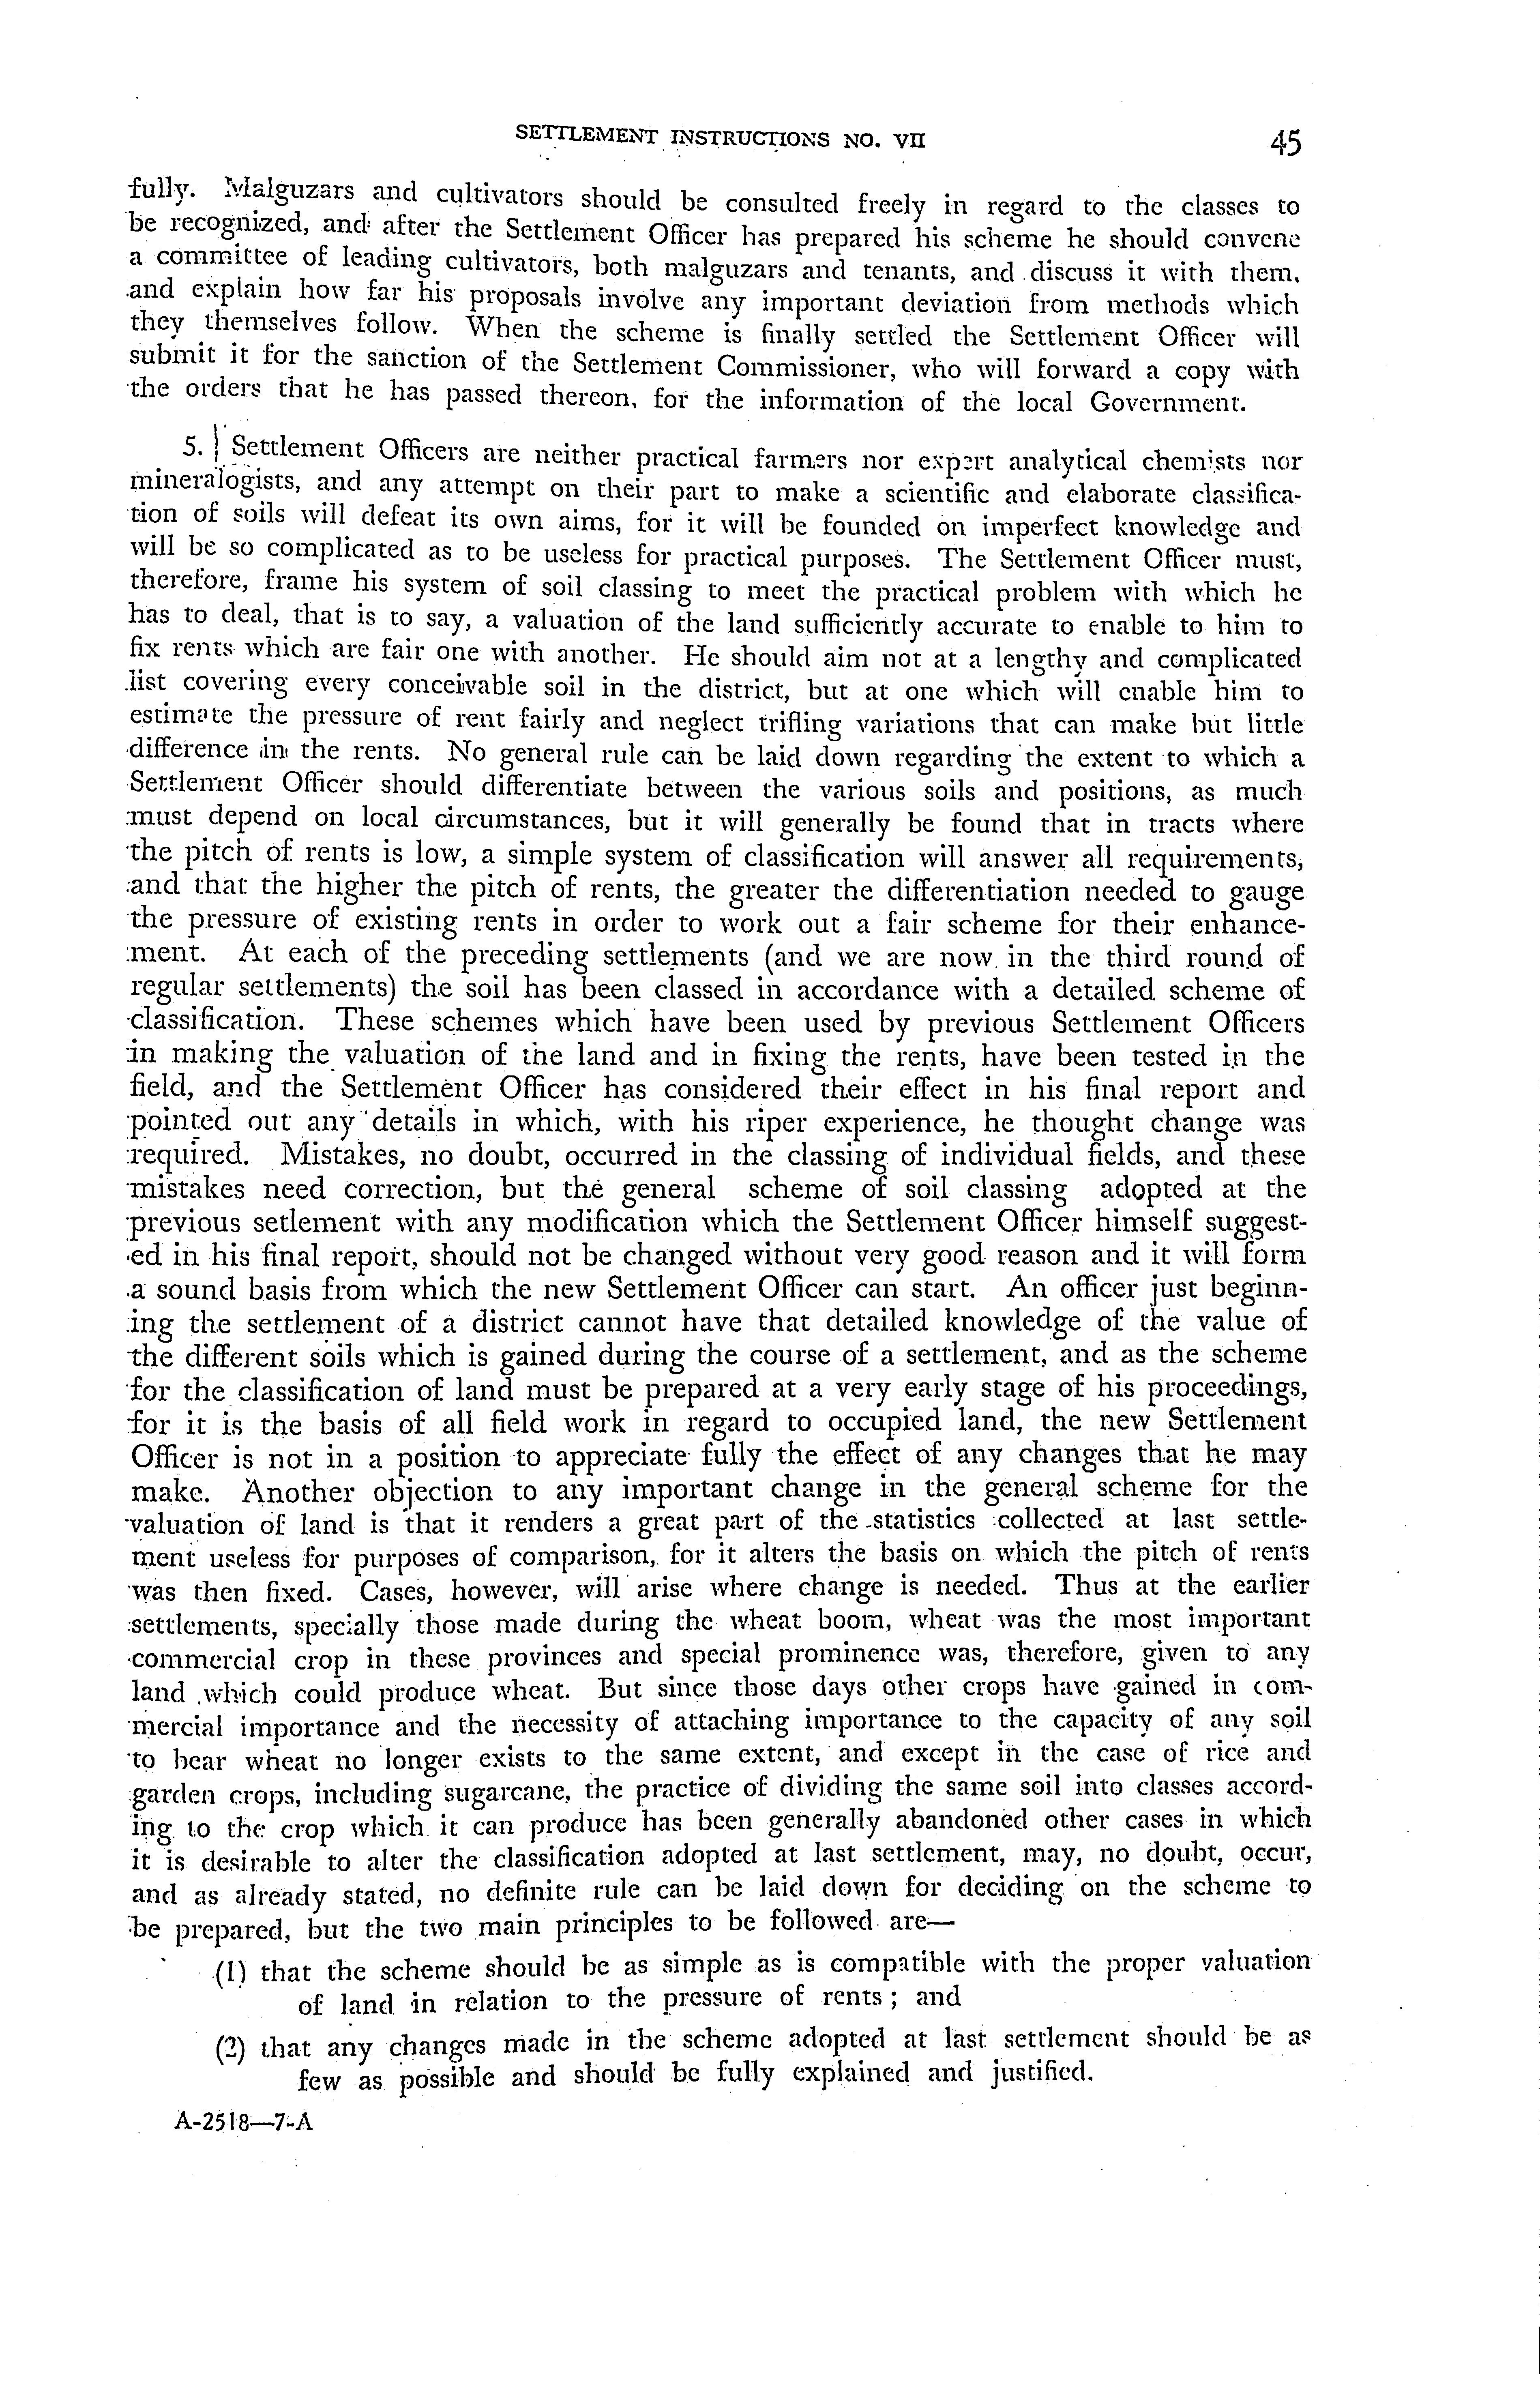 SETTLEMENT INSTRUCTIONS NO. VII 45
fully. Malguzars and cultivators should be consulted freely in regard to the classes to
be recognized, and after the Settlement Officer has prepared his scheme he should convene
a committee of leading cultivators, both malguzars and tenants, and discuss it with them,
and explain how far his proposals involve any important deviation from methods which
they themselves follow. When the scheme is finally settled the Settlement Officer will
submit it for the sanction of the Settlement Commissioner, who will forward a copy with
the orders that he has passed thereon, for the information of the local Government.
5. Settlement Officers are neither practical farmers nor expert analytical chemists nor
mineralogists, and any attempt on their part to make a scientific and elaborate classifica-
tion of soils will defeat its own aims, for it will be founded on imperfect knowledge and
will be so complicated as to be useless for practical purposes. The Settlement Officer must,
therefore, frame his system of soil classing to meet the practical problem with which he
has to deal, that is to say, a valuation of the land sufficiently accurate to enable to him to
fix rents which are fair one with another. He should aim not at a lengthy and complicated
list covering every conceivable soil in the district, but at one which will enable him to
estimate the pressure of rent fairly and neglect trifling variations that can make but little
difference in the rents. No general rule can be laid down regarding the extent to which a
Settlement Officer should differentiate between the various soils and positions, as much
must depend on local circumstances, but it will generally be found that in tracts where
the pitch of rents is low, a simple system of classification will answer all requirements,
and that the higher the pitch of rents, the greater the differentiation needed to gauge
the pressure of existing rents in order to work out a fair scheme for their enhance-
ment. At each of the preceding settlements (and we are now in the third round of
regular settlements) the soil has been classed in accordance with a detailed scheme of
classification. These schemes which have been used by previous Settlement Officers
in making the valuation of the land and in fixing the rents, have been tested in the
field, and the Settlement Officer has considered their effect in his final report and
pointed out any details in which, with his riper experience, he thought change was
required. Mistakes, no doubt, occurred in the classing of individual fields, and these
mistakes need correction, but the general scheme of soil classing adopted at the
previous setlement with any modification which the Settlement Officer himself suggest-
ed in his final report, should not be changed without very good reason and it will form
a sound basis from which the new Settlement Officer can start. An officer just beginn-
ing the settlement of a district cannot have that detailed knowledge of the value of
the different soils which is gained during the course of a settlement, and as the scheme
for the classification of land must be prepared at a very early stage of his proceedings,
for it is the basis of all field work in regard to occupied land, the new Settlement
Officer is not in a position to appreciate fully the effect of any changes that he may
make. Another objection to any important change in the general scheme for the
valuation of land is that it renders a great part of the statistics collected at last settle-
ment useless for purposes of comparison, for it alters the basis on which the pitch of rents
was then fixed. Cases, however, will arise where change is needed. Thus at the earlier
settlements, specially those made during the wheat boom, wheat was the most important
commercial crop in these provinces and special prominence was, therefore, given to any
land which could produce wheat. But since those days other crops have gained in com-
mercial importance and the necessity of attaching importance to the capacity of any soil
to bear wheat no longer exists to the same extent, and except in the case of rice and
garden crops, including sugarcane, the practice of dividing the same soil into classes accord-
ing to the crop which it can produce has been generally abandoned other cases in which
it is desirable to alter the classification adopted at last settlement, may, no doubt, occur,
and as already stated, no definite rule can be laid down for deciding on the scheme to
be prepared, but the two main principles to be followed are—
(1) that the scheme should be as simple as is compatible with the proper valuation
of land in relation to the pressure of rents; and
(2) that any changes made in the scheme adopted at last settlement should be as
few as possible and should be fully explained and justified.
A-2518—7-A